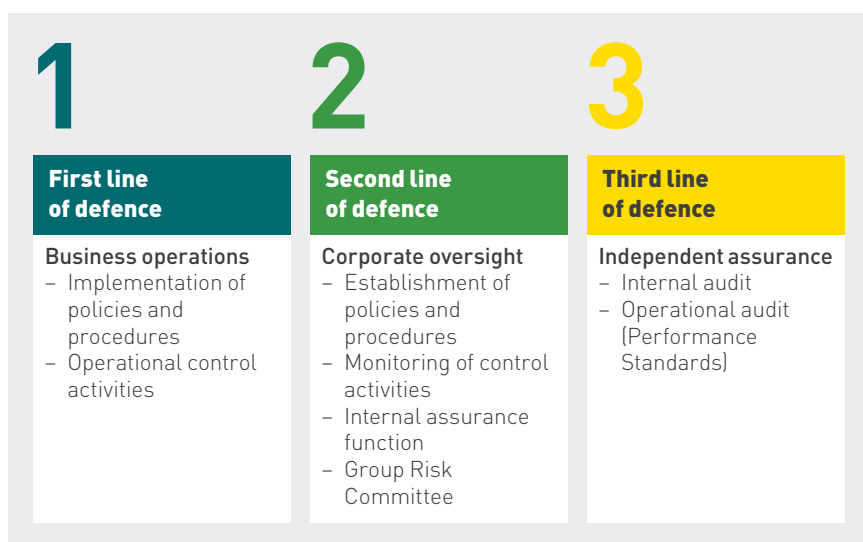 1
First line
of defence
Business operations
– Implementation of
policies and
procedures
– Operational control
activities
2
Second line
of defence
Corporate oversight
– Establishment of
policies and
procedures
– Monitoring of control
activities
– Internal assurance
function
– Group Risk
Committee
3
Third line
of defence
Independent assurance
– Internal audit
– Operational audit
(Performance
Standards)